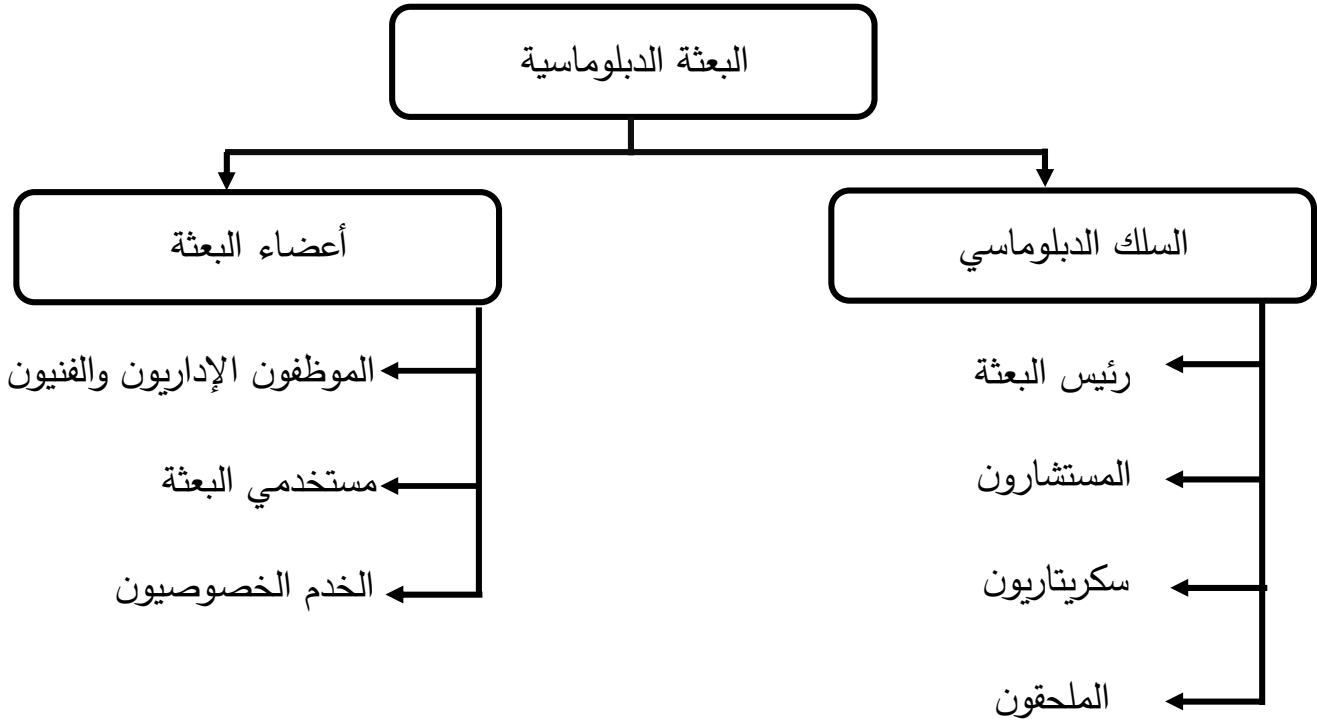 البعثة الدبلوماسية
السلك الدبلوماسي
رئيس البعثة
المستشارون
سكريتاريون
الملحقون
أعضاء البعثة
الموظفون الإداريون والفنيون
مستخدمي البعثة
الخدم الخصوصيون